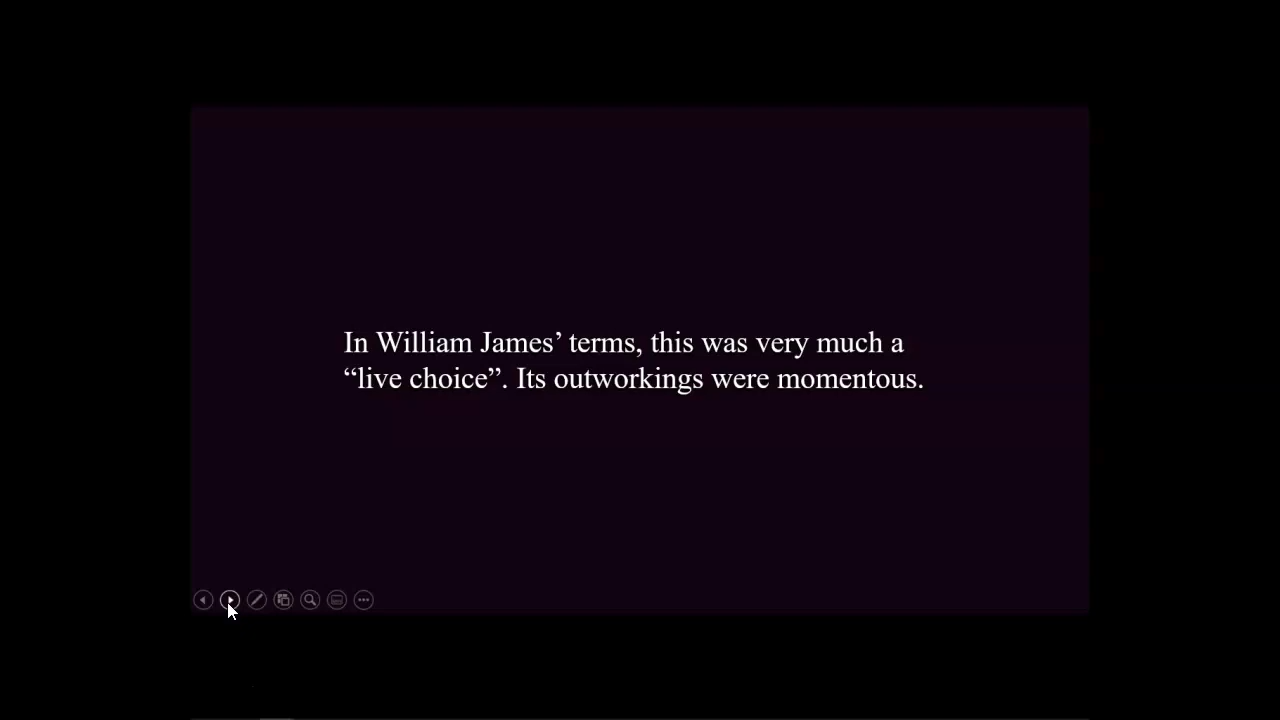 In William James’ terms, this was very much a
“live choice”. Its outworkings were momentous.